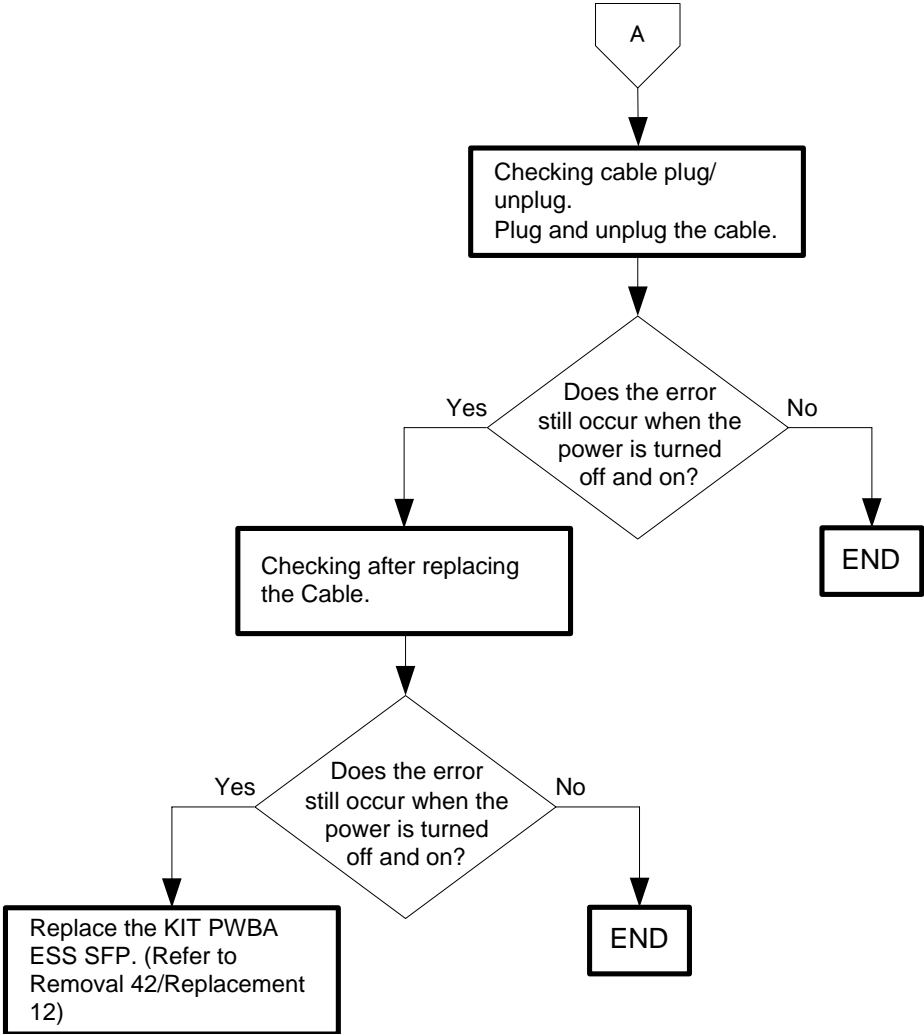 A
Checking cable plug/
unplug.
Plug and unplug the cable.
Does the error
still occur when the
power is turned
off and on?
Yes
No
END
Checking after replacing
the Cable.
Does the error
still occur when the
power is turned
off and on?
Yes
No
END
Replace the KIT PWBA
ESS SFP. (Refer to
Removal 42/Replacement
12)